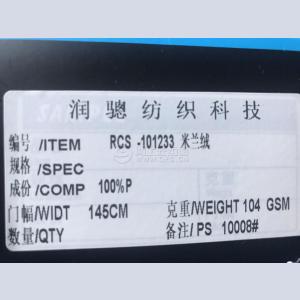 润骢纺织科技
编号/ITEM RCS -101233 米兰绒
规格/SPEC
成份/COMP 100%P
门幅/WIDT 145CM 克重/WEIGHT 104 GSM
数量/QTY 备注/PS 10008#